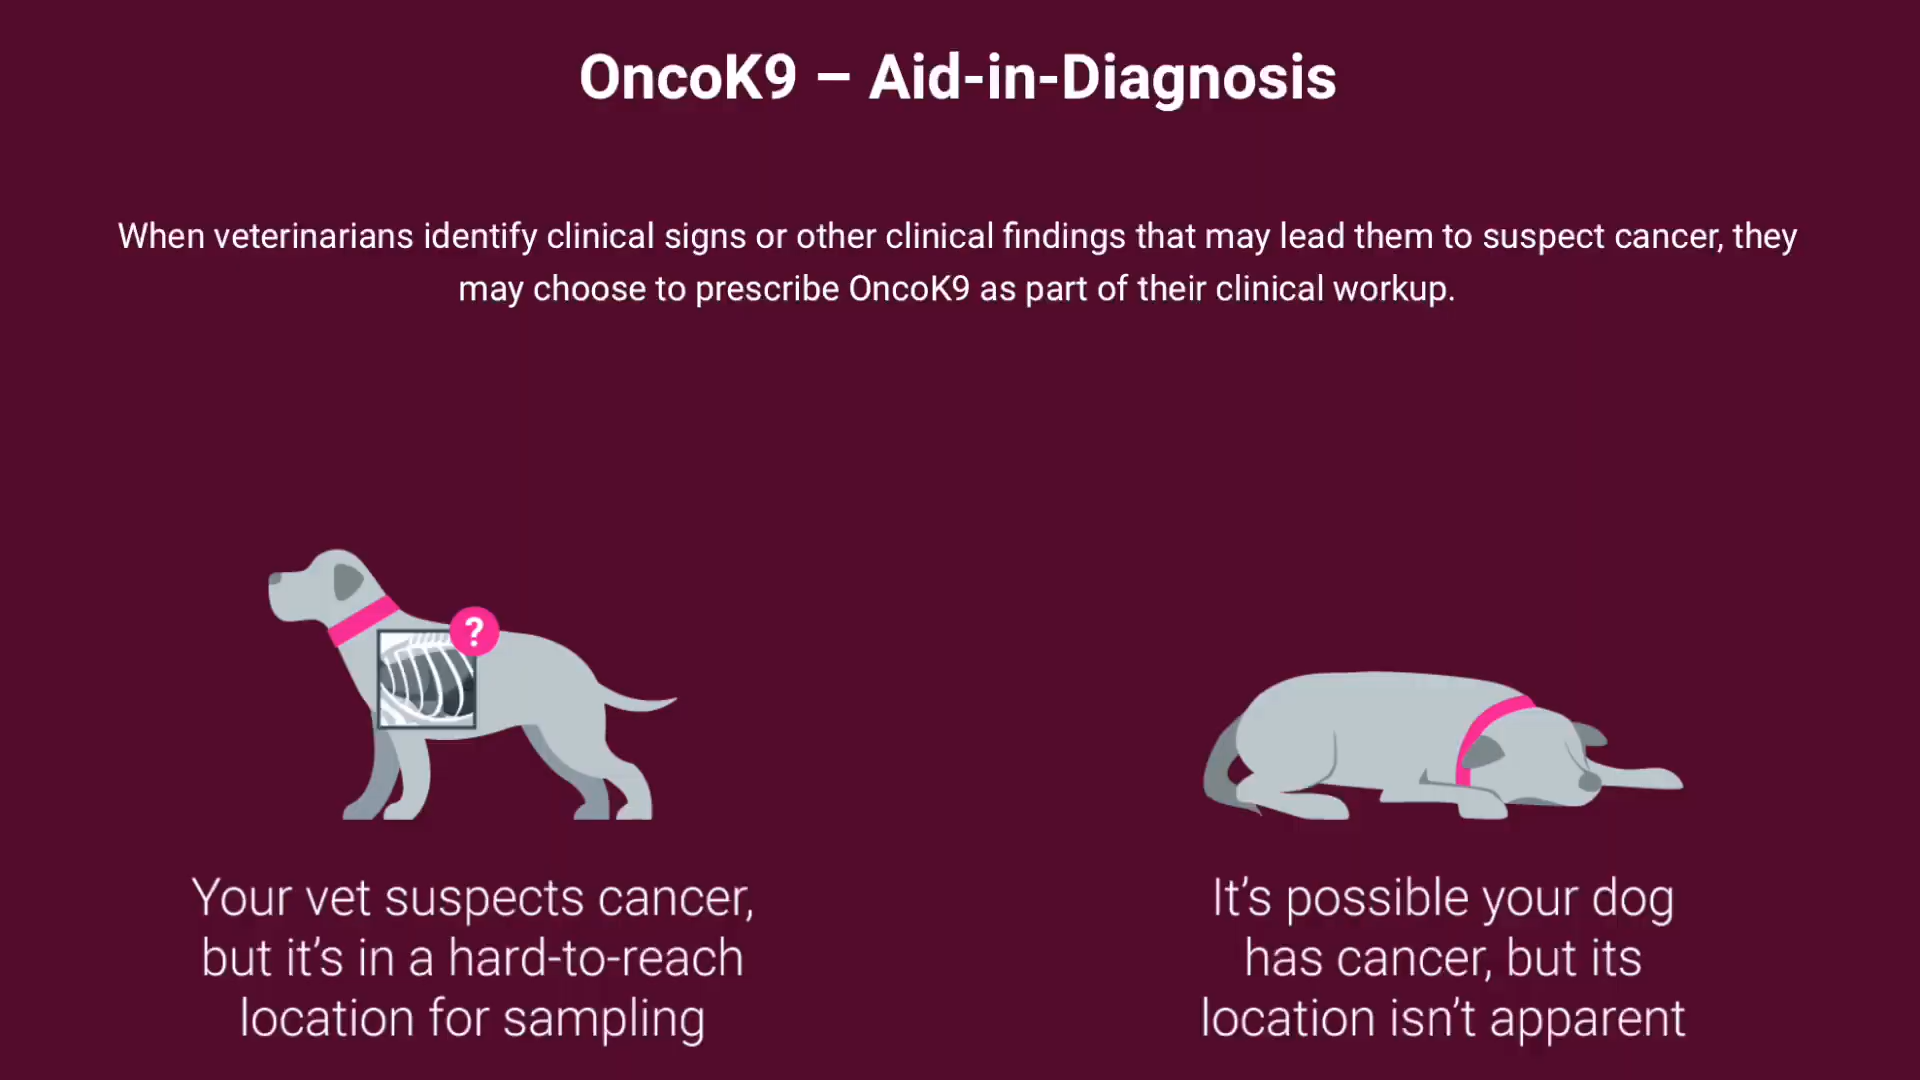 OncoK9 – Aid-in-Diagnosis
When veterinarians identify clinical signs or other clinical findings that may lead them to suspect cancer, they
may choose to prescribe OncoK9 as part of their clinical workup.
?
Your vet suspects cancer,
but it’s in a hard-to-reach
location for sampling
It’s possible your dog
has cancer, but its
location isn’t apparent